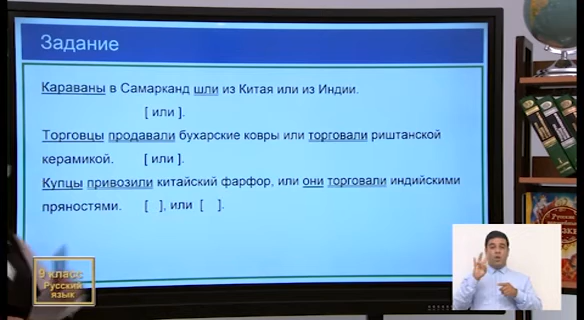 Задание
Караваны в Самарканд шли из Китая или из Индии.
[ или ].
Торговцы продавали бухарские ковры или торговали риштанской
керамикой. [ или ].
Купцы привозили китайский фарфор, или они торговали индийскими
пряностями. [ ], или [ ].
9 класс
Русский
язык
Русские